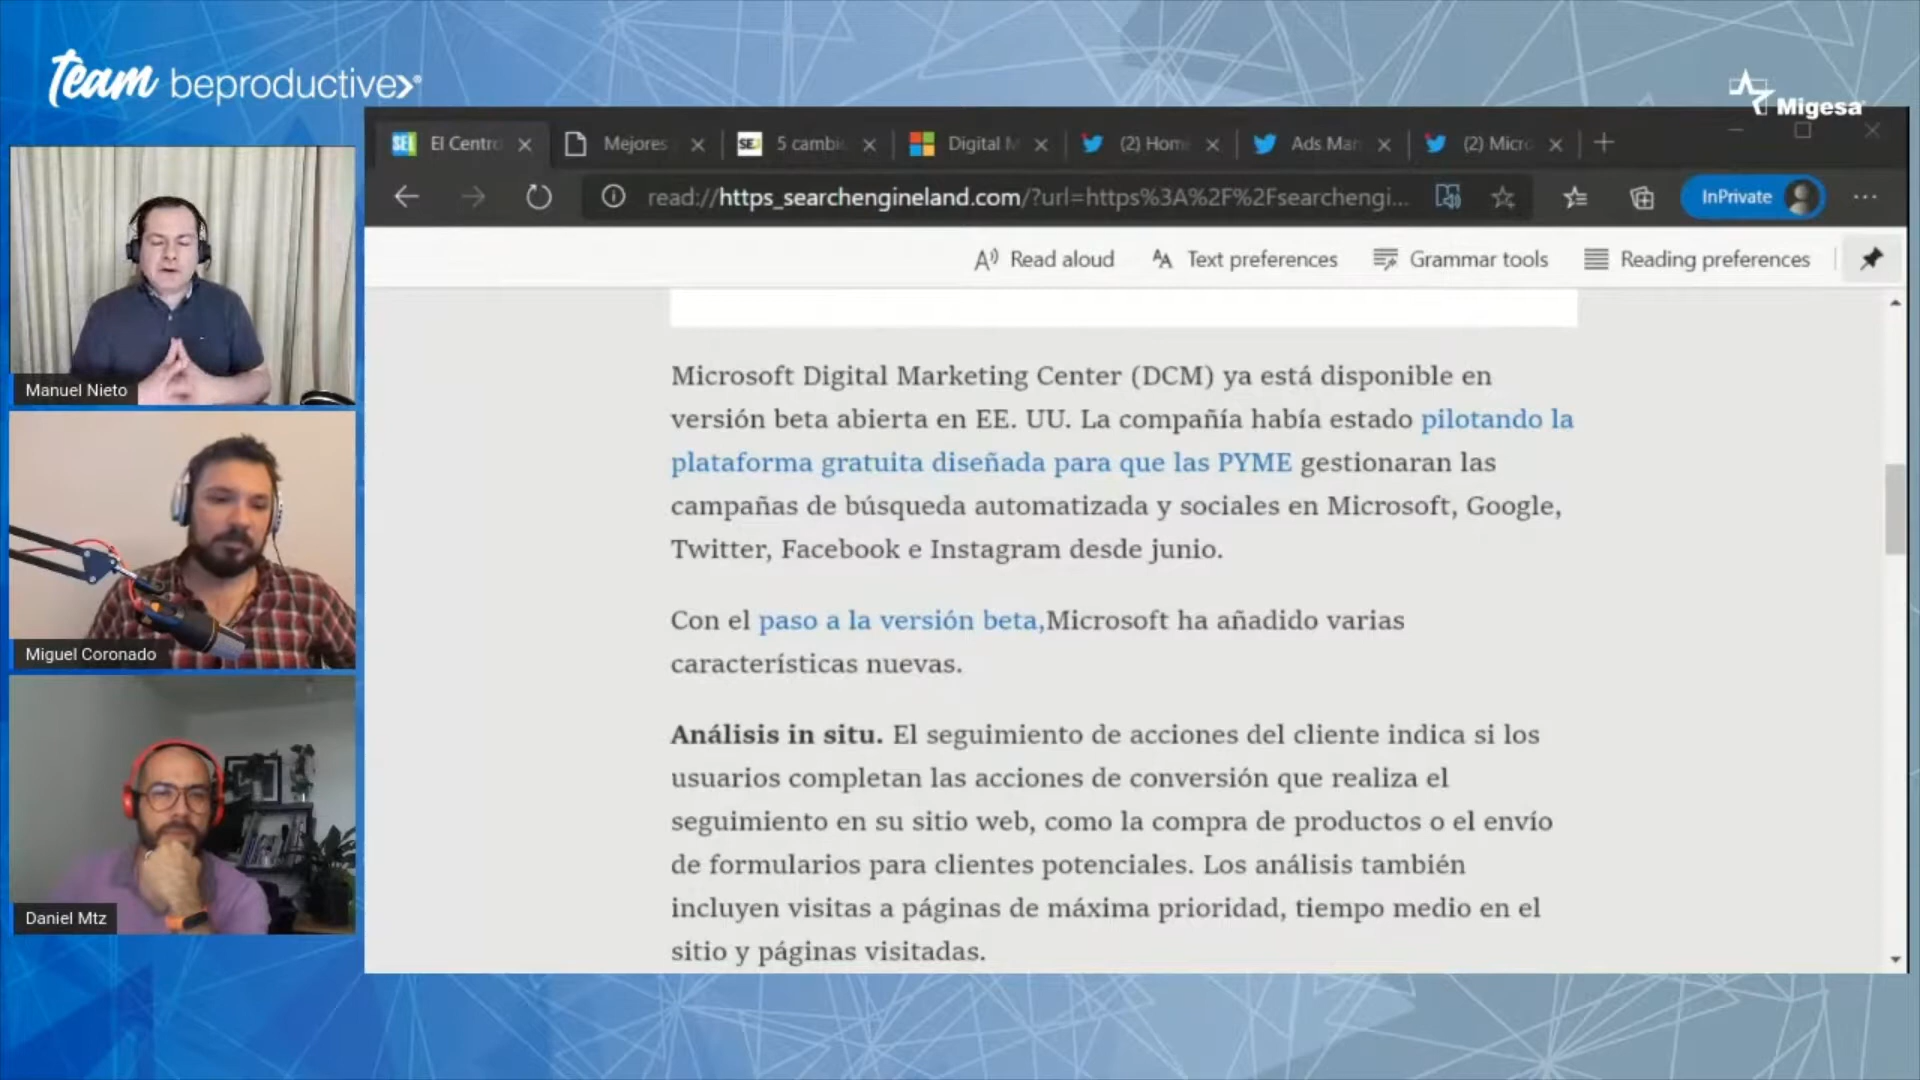 team beproductive
Migesa
El Centro
Mejores
SEJ 5 cambi
Digital M
(2) Home
Ads Man
(2) Micro
read://https_searchengineland.com/?url=https%3A%2F%2Fsearchengi...
InPrivate
Read aloud
Text preferences
Grammar tools
Reading preferences
Manuel Nieto
Miguel Coronado
Daniel Mtz
Microsoft Digital Marketing Center (DCM) ya está disponible en
versión beta abierta en EE. UU. La compañía había estado pilotando la
plataforma gratuita diseñada para que las PYME gestionaran las
campañas de búsqueda automatizada y sociales en Microsoft, Google,
Twitter, Facebook e Instagram desde junio.
Con el paso a la versión beta,Microsoft ha añadido varias
características nuevas.
Análisis in situ. El seguimiento de acciones del cliente indica si los
usuarios completan las acciones de conversión que realiza el
seguimiento en su sitio web, como la compra de productos o el envío
de formularios para clientes potenciales. Los análisis también
incluyen visitas a páginas de máxima prioridad, tiempo medio en el
sitio y páginas visitadas.